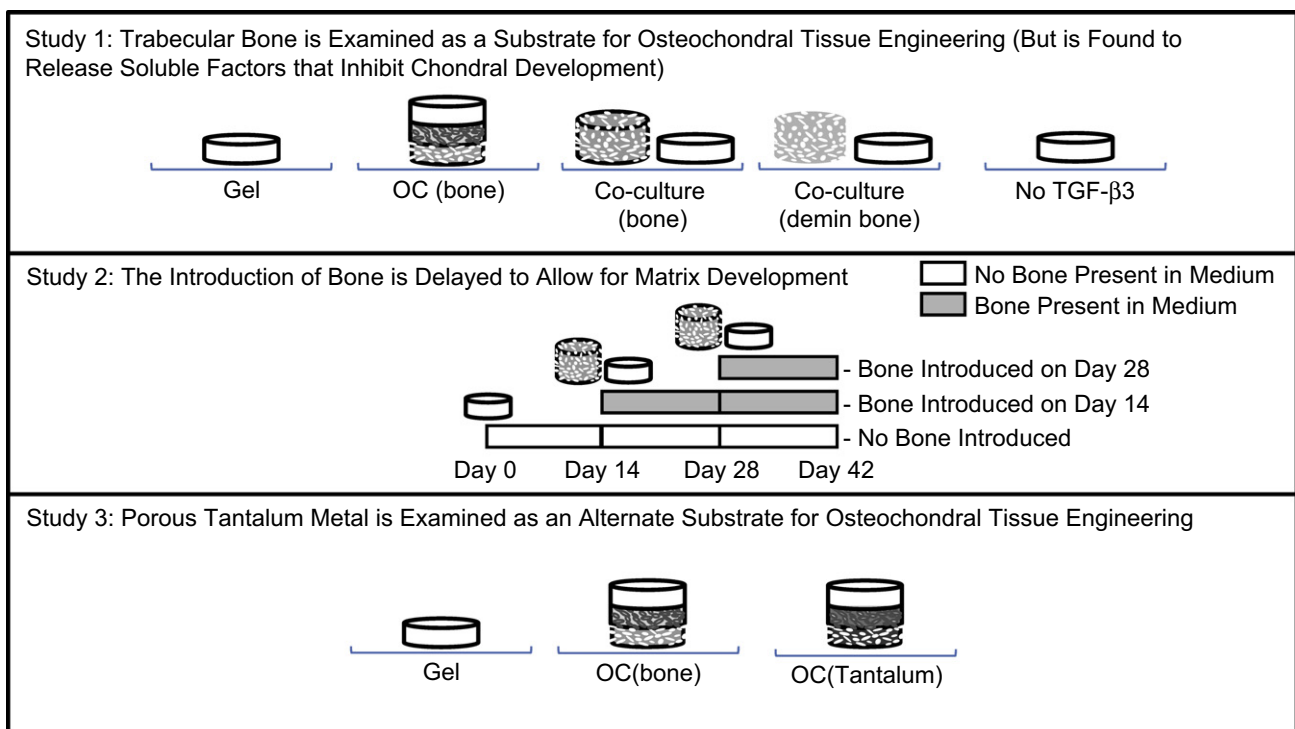 Study 1: Trabecular Bone is Examined as a Substrate for Osteochondral Tissue Engineering (But is Found to
Release Soluble Factors that Inhibit Chondral Development)
Gel
OC (bone)
Co-culture
(bone)
Co-culture
(demin bone)
No TGF-β3
Study 2: The Introduction of Bone is Delayed to Allow for Matrix Development
No Bone Present in Medium
Bone Present in Medium
- Bone Introduced on Day 28
- Bone Introduced on Day 14
- No Bone Introduced
Day 0 Day 14 Day 28 Day 42
Study 3: Porous Tantalum Metal is Examined as an Alternate Substrate for Osteochondral Tissue Engineering
Gel
OC(bone)
OC(Tantalum)